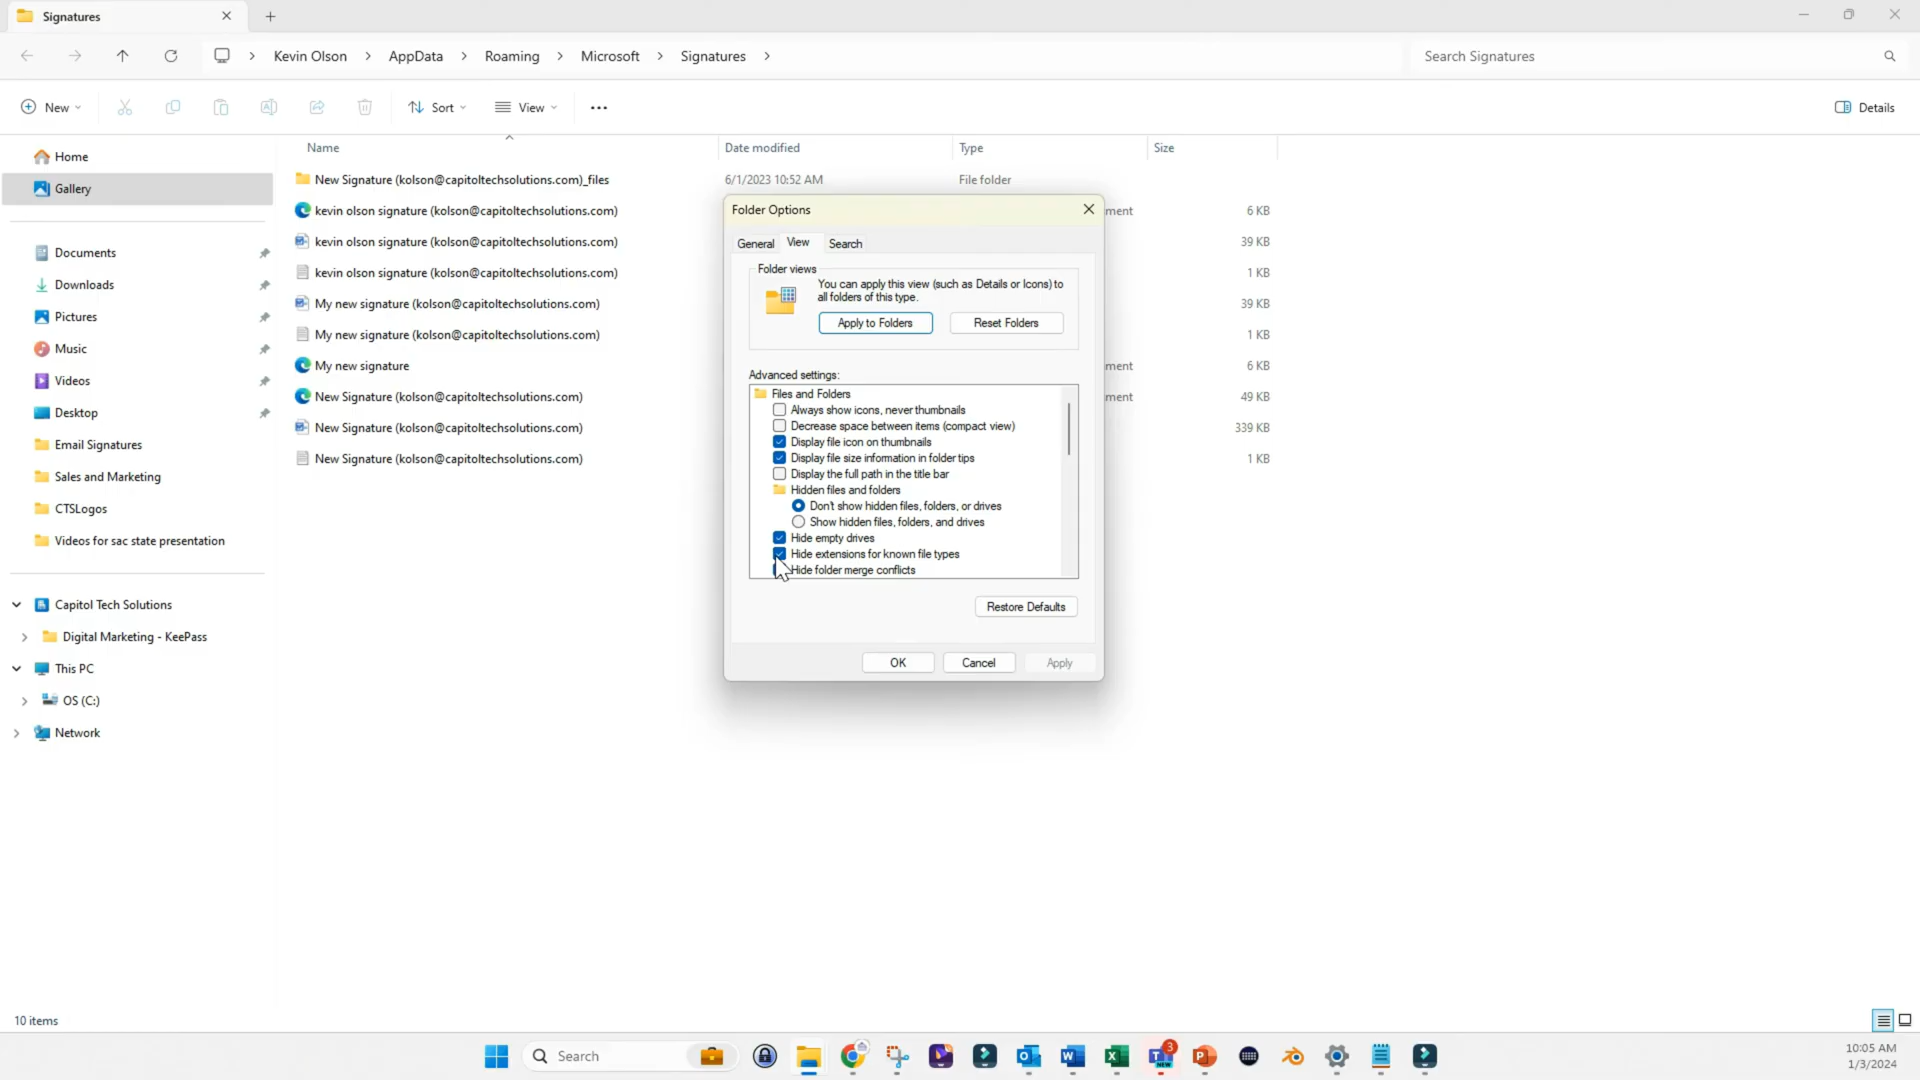 Signatures
Kevin Olson > AppData > Roaming > Microsoft > Signatures >
Search Signatures
New
Sort
View
Details
Name
Date modified
Type
Size
Home
Gallery
Documents
Downloads
Pictures
Music
Videos
Desktop
Email Signatures
Sales and Marketing
CTSLogos
Videos for sac state presentation
Capitol Tech Solutions
Digital Marketing - KeePass
This PC
OS (C:)
Network
New Signature (kolson@capitoltechsolutions.com)_files
6/1/2023 10:52 AM
File folder
kevin olson signature (kolson@capitoltechsolutions.com)
ment
6 KB
kevin olson signature (kolson@capitoltechsolutions.com)
39 KB
kevin olson signature (kolson@capitoltechsolutions.com)
1 KB
My new signature (kolson@capitoltechsolutions.com)
39 KB
My new signature (kolson@capitoltechsolutions.com)
1 KB
My new signature
ment
6 KB
New Signature (kolson@capitoltechsolutions.com)
ment
49 KB
New Signature (kolson@capitoltechsolutions.com)
339 KB
New Signature (kolson@capitoltechsolutions.com)
1 KB
Folder Options
General
View
Search
Folder views
You can apply this view (such as Details or Icons) to
all folders of this type.
Apply to Folders
Reset Folders
Advanced settings:
Files and Folders
Always show icons, never thumbnails
Decrease space between items (compact view)
Display file icon on thumbnails
Display file size information in folder tips
Display the full path in the title bar
Hidden files and folders
Don't show hidden files, folders, or drives
Show hidden files, folders, and drives
Hide empty drives
Hide extensions for known file types
Hide folder merge conflicts
Restore Defaults
OK
Cancel
Apply
10 items
Search
3
NEW
10:05 AM
1/3/2024